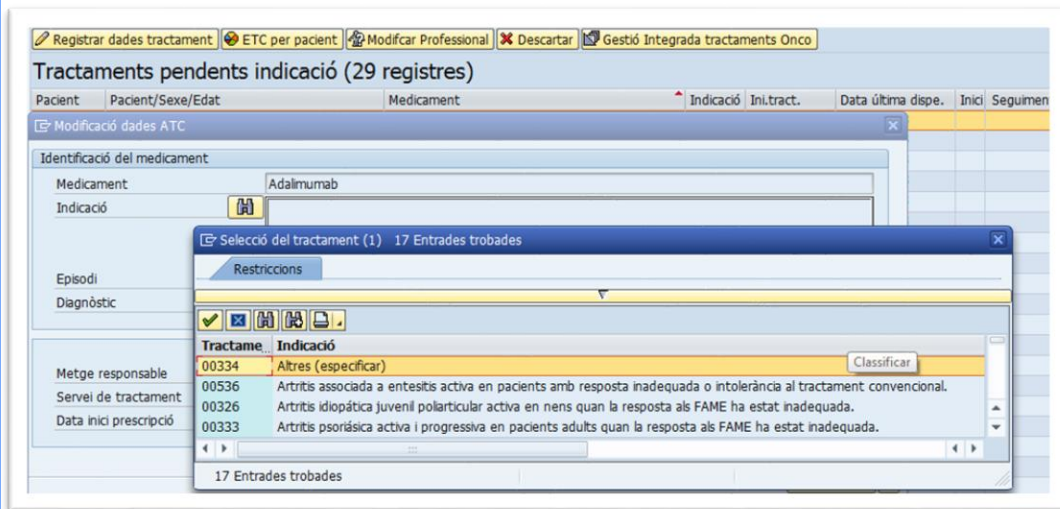 Registrar dades tractament ETC per pacient Modifcar Professional Descartar Gestió Integrada tractaments Onco
Tractaments pendents indicació (29 registres)
Pacient Pacient/Sexe/Edat Medicament Indicació Ini.tract. Data última dispe. Inici Seguimen
Modificació dades ATC
Identificació del medicament
Medicament Adalimumab
Indicació
Selecció del tractament (1) 17 Entrades trobades
Restriccions
Episodi
Diagnòstic
Tractame... Indicació
00334 Altres (especificar)
Classificar
00536 Artritis associada a entesitis activa en pacients amb resposta inadequada o intolerància al tractament convencional.
00326 Artritis idiopática juvenil poliarticular activa en nens quan la resposta als FAME ha estat inadequada.
00333 Artritis psoriásica activa i progressiva en pacients adults quan la resposta als FAME ha estat inadequada.
Metge responsable
Servei de tractament
Data inici prescripció
17 Entrades trobades